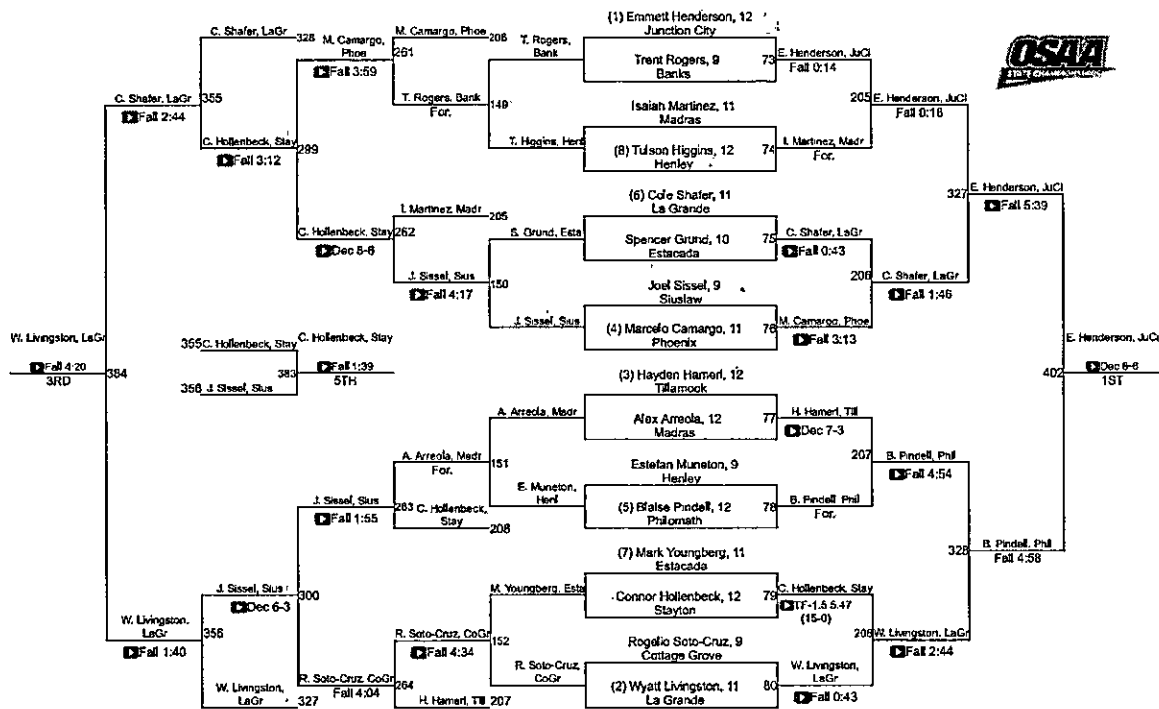 OSAA
STATE CHAMPIONSHIPS
(1) Emmett Henderson, 12
Junction City
Trent Rogers, 9
Banks
73
Isaiah Martinez, 11
Madras
(8) Tulson Higgins, 12
Henley
74
(6) Cole Shafer, 11
La Grande
Spencer Grund, 10
Estacada
75
Joel Sissel, 9
Siuslaw
(4) Marcelo Camargo, 11
Phoenix
76
(3) Hayden Hamerl, 12
Tillamook
Alex Arreola, 12
Madras
77
Estefan Muneton, 9
Henley
(5) Blaise Pindell, 12
Philomath
78
(7) Mark Youngberg, 11
Estacada
Connor Hollenbeck, 12
Stayton
79
Rogelio Soto-Cruz, 9
Cottage Grove
(2) Wyatt Livingston, 11
La Grande
80
E. Henderson, JuCi
Fall 0:14
205
I. Martinez, Madr
For.
C. Shafer, LaGr
Fall 0:43
206
M. Camargo, Phoe
Fall 3:13
H. Hamerl, Till
Dec 7-3
207
B. Pindell, Phil
For.
C. Hollenbeck, Stay
TF-1.5 5.47
(15-0)
208
W. Livingston,
LaGr
Fall 0:43
E. Henderson, JuCi
Fall 0:18
327
C. Shafer, LaGr
Fall 1:46
B. Pindell, Phil
Fall 4:54
328
W. Livingston, LaGr
Fall 2:44
E. Henderson, JuCi
Fall 5:39
402
B. Pindell, Phil
Fall 4:58
E. Henderson, JuCi
Dec 8-6
1ST
T. Rogers,
Bank
149
T. Higgins, Henl
S. Grund, Esta
150
J. Sissel, Sius
A. Arreola, Madr
151
E. Muneton,
Henl
M. Youngberg, Esta
152
R. Soto-Cruz,
CoGr
M. Camargo, Phoe
206
261
T. Rogers, Bank
For.
I. Martinez, Madr
205
262
J. Sissel, Sius
Fall 4:17
A. Arreola, Madr
For.
263
C. Hollenbeck,
Stay
208
R. Soto-Cruz, CoGr
Fall 4:34
264
H. Hamerl, Till
207
M. Camargo,
Phoe
Fall 3:59
299
C. Hollenbeck, Stay
Dec 8-6
J. Sissel, Sius
Fall 1:55
300
R. Soto-Cruz, CoGr
Fall 4:04
C. Shafer, LaGr
328
355
C. Hollenbeck, Stay
Fall 3:12
J. Sissel, Sius
Dec 6-3
356
W. Livingston,
LaGr
327
C. Shafer, LaGr
Fall 2:44
384
W. Livingston,
LaGr
Fall 1:40
W. Livingston, LaGr
Fall 4:20
3RD
355 C. Hollenbeck, Stay
383
356 J. Sissel, Sius
C. Hollenbeck, Stay
Fall 1:39
5TH